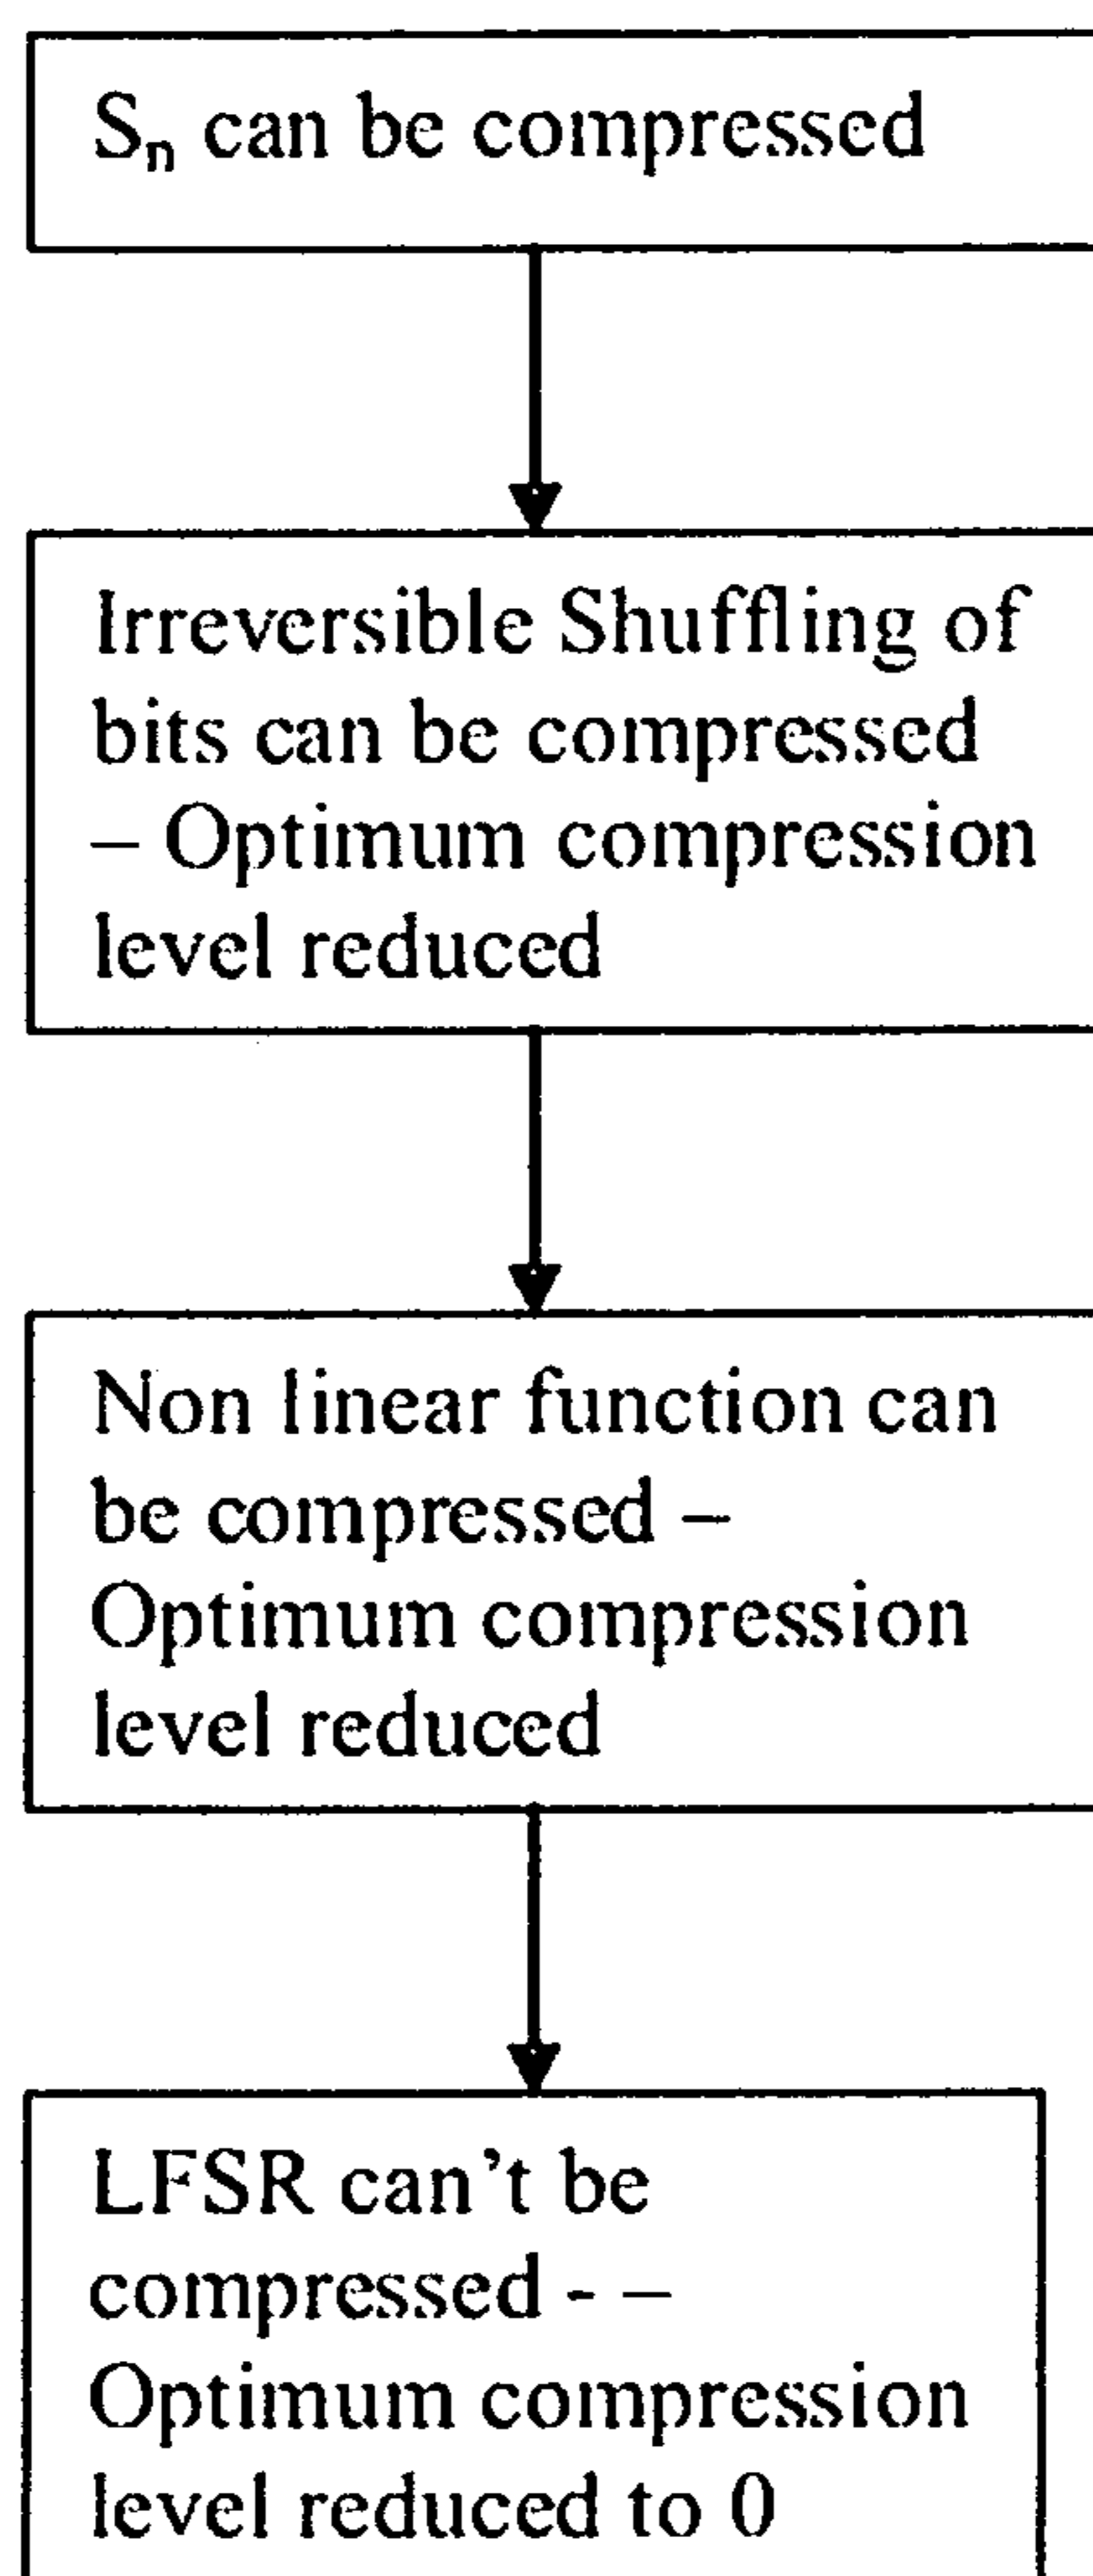 Sₙ can be compressed
Irreversible Shuffling of
bits can be compressed
– Optimum compression
level reduced
Non linear function can
be compressed –
Optimum compression
level reduced
LFSR can't be
compressed - –
Optimum compression
level reduced to 0